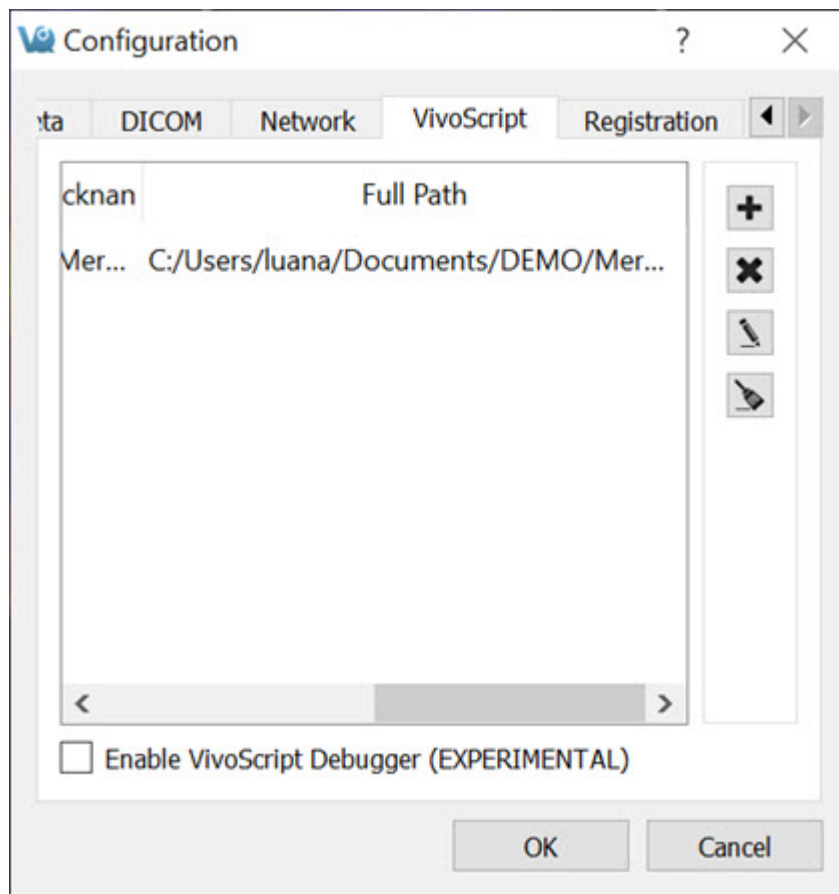 Configuration
ta DICOM Network VivoScript Registration
cknan Full Path
Mer... C:/Users/luana/Documents/DEMO/Mer...
Enable VivoScript Debugger (EXPERIMENTAL)
OK Cancel